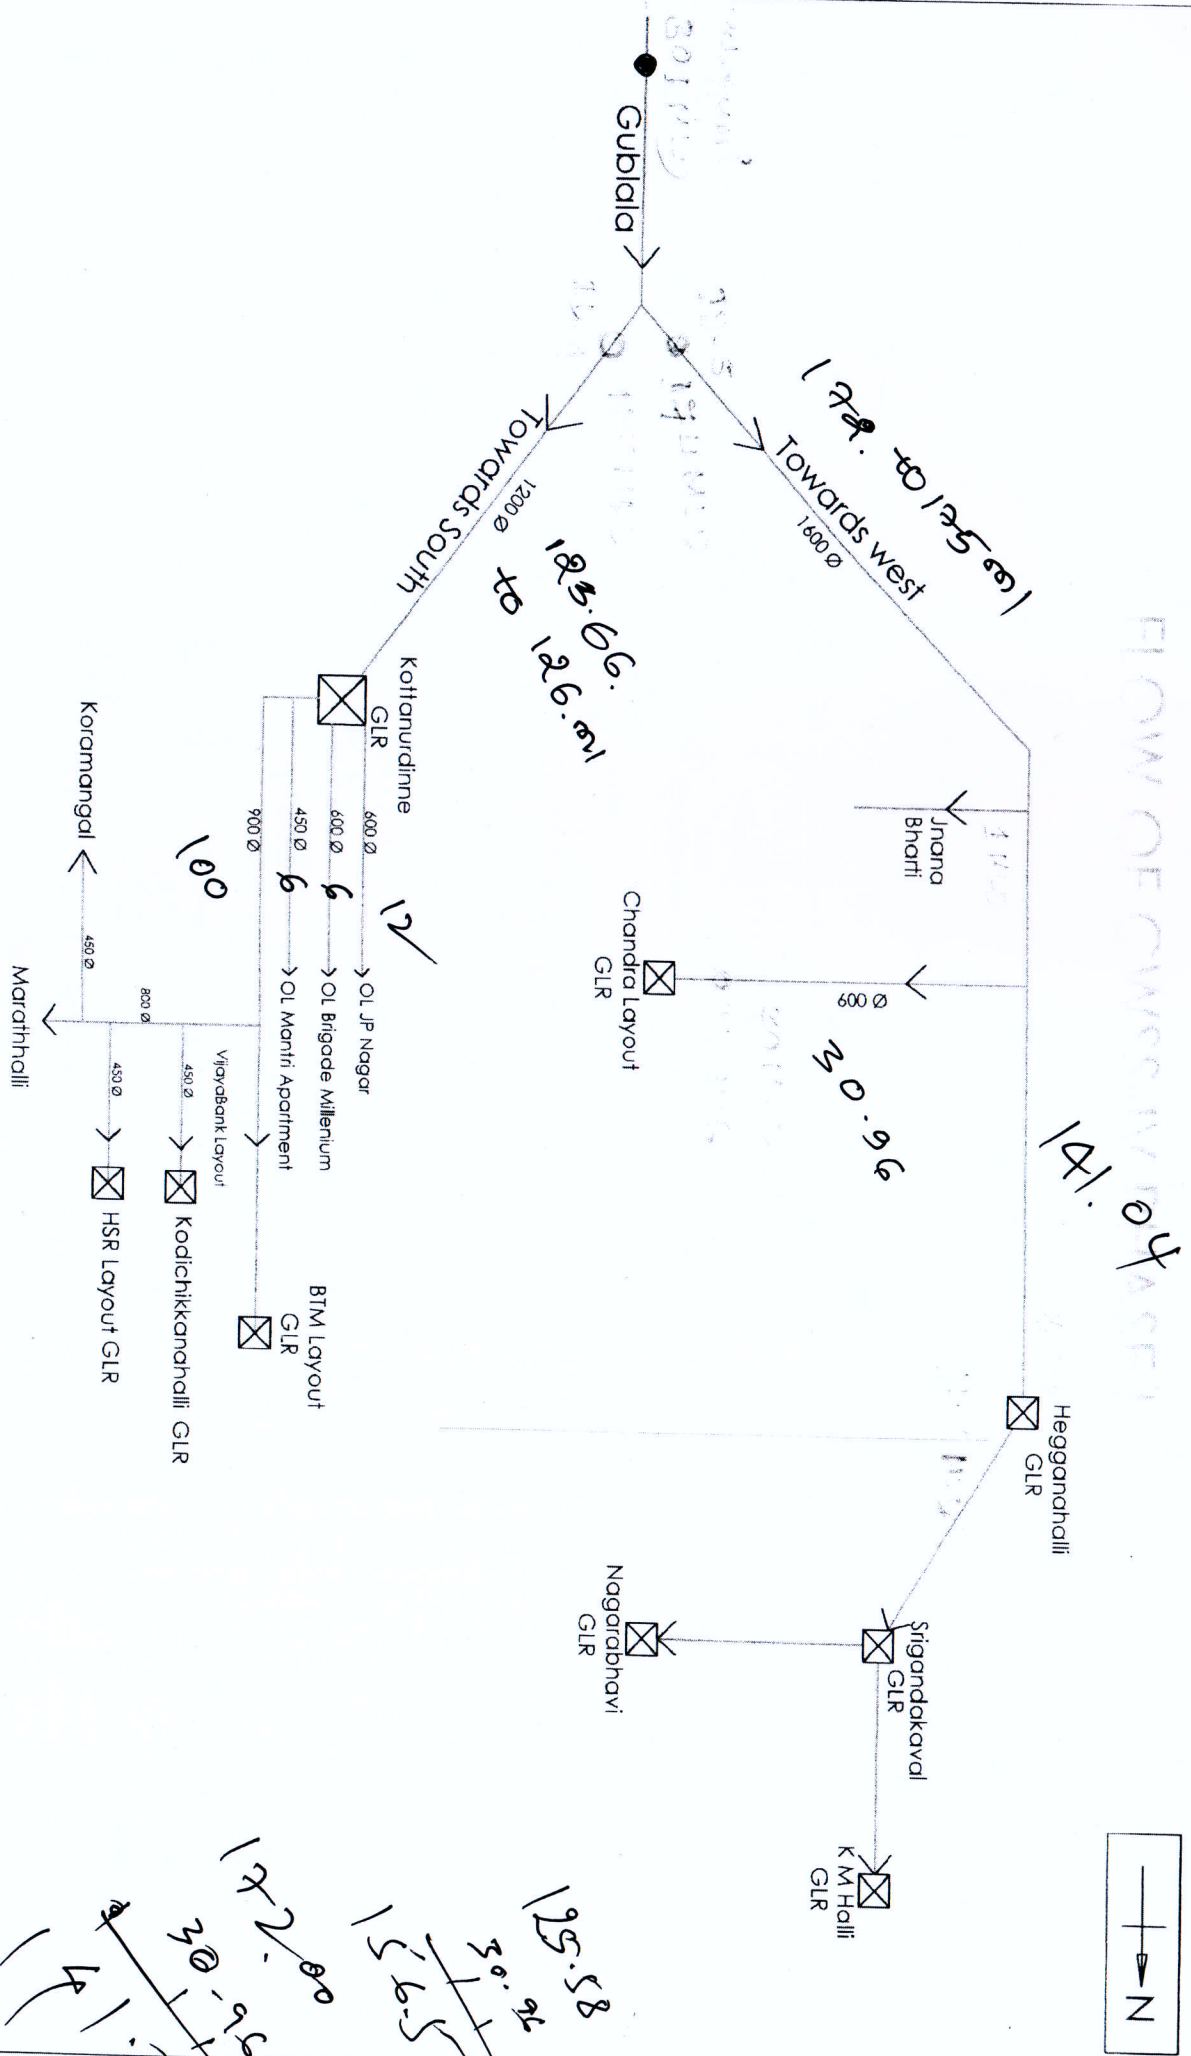 N
Gublala
Towards west
1600 Ø
Towards South
1200 Ø
123.66.
to 126.
141.04
Jnana
Bharti
Chandra Layout
GLR
600 Ø
30.96
Hegganahalli
GLR
Srigandakaval
GLR
Nagarabhavi
GLR
K M Halli
GLR
Kottanurdinne
GLR
600 Ø
12
OL JP Nagar
600 Ø
6
OL Brigade Millenium
450 Ø
6
OL Mantri Apartment
900 Ø
100
BTM Layout
GLR
VijayaBank Layout
450 Ø
Kodichikkanahalli GLR
800 Ø
450 Ø
HSR Layout GLR
450 Ø
Koramangal
Marathhalli
125.58
30.96
156.5
172.00
30.96